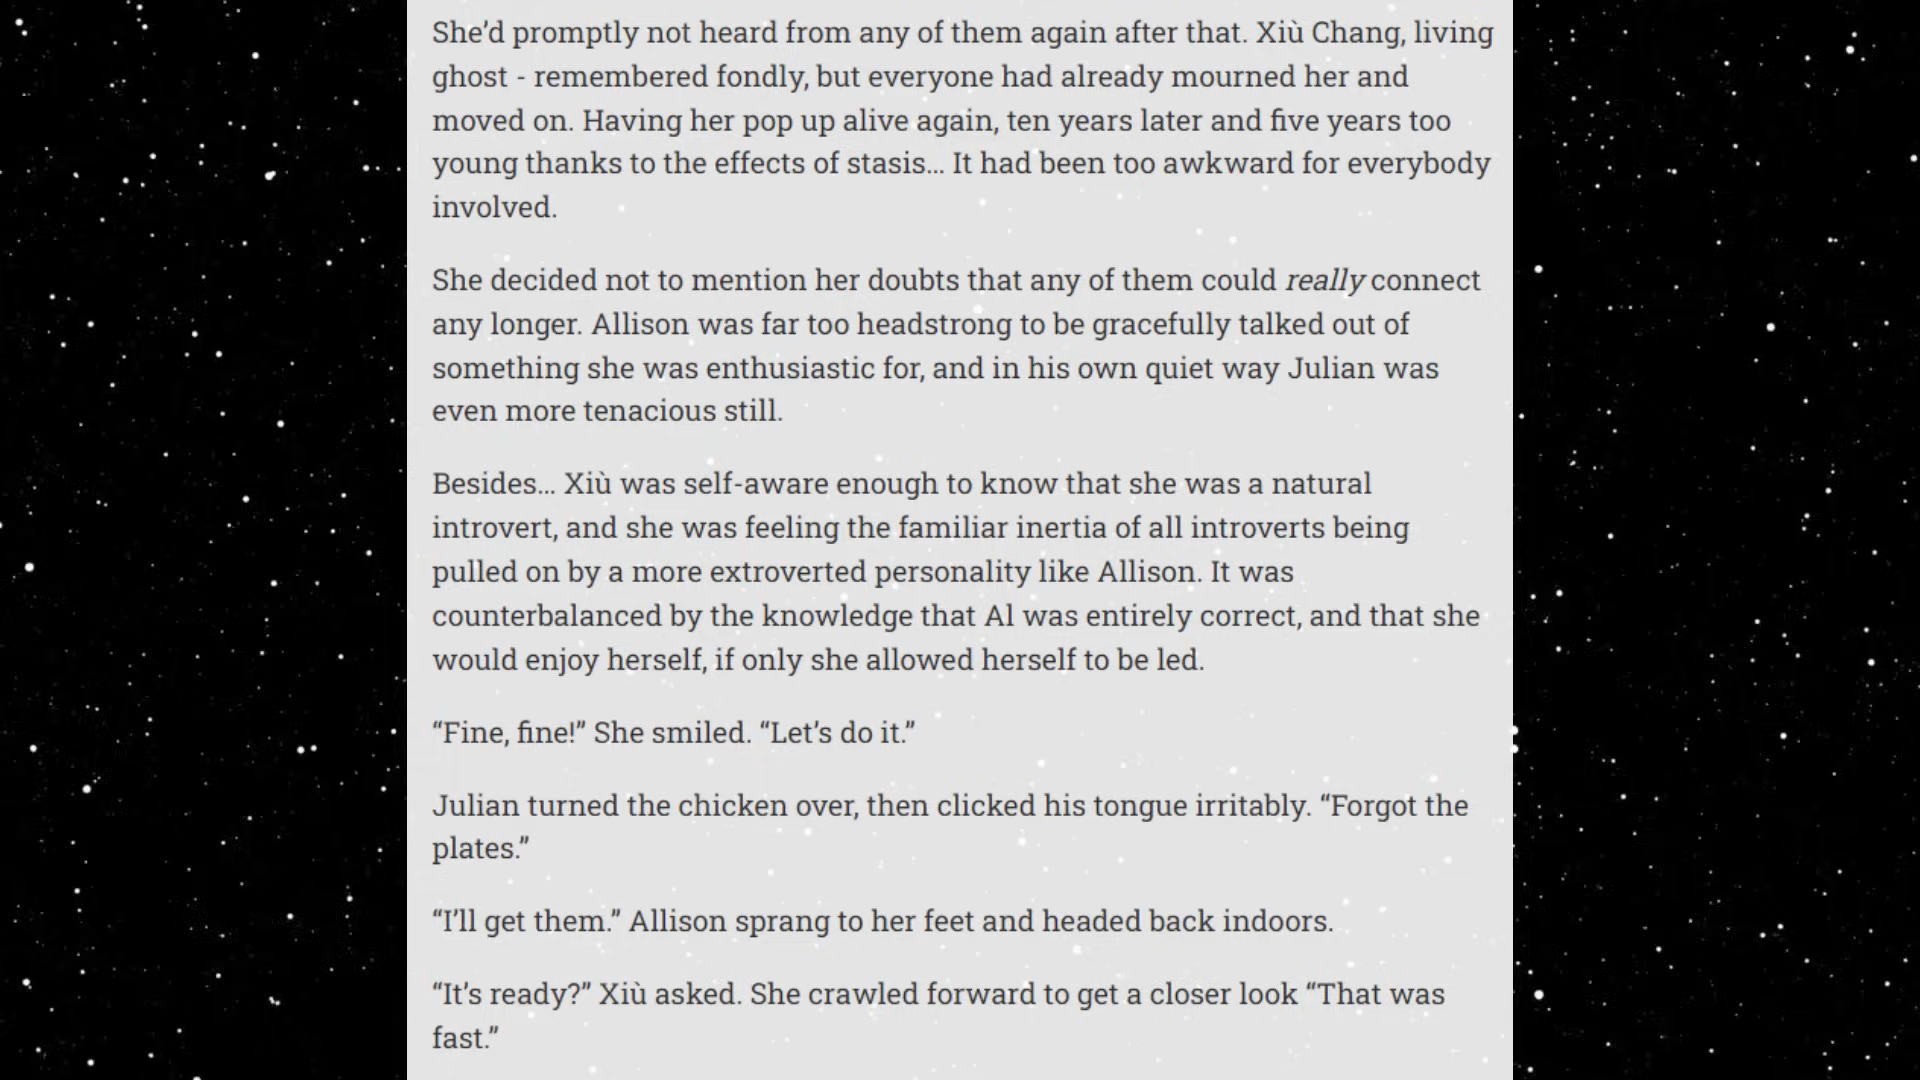 She’d promptly not heard from any of them again after that. Xiù Chang, living
ghost - remembered fondly, but everyone had already mourned her and
moved on. Having her pop up alive again, ten years later and five years too
young thanks to the effects of stasis… It had been too awkward for everybody
involved.
She decided not to mention her doubts that any of them could really connect
any longer. Allison was far too headstrong to be gracefully talked out of
something she was enthusiastic for, and in his own quiet way Julian was
even more tenacious still.
Besides… Xiù was self-aware enough to know that she was a natural
introvert, and she was feeling the familiar inertia of all introverts being
pulled on by a more extroverted personality like Allison. It was
counterbalanced by the knowledge that Al was entirely correct, and that she
would enjoy herself, if only she allowed herself to be led.
“Fine, fine!” She smiled. “Let’s do it.”
Julian turned the chicken over, then clicked his tongue irritably. “Forgot the
plates.”
“I’ll get them.” Allison sprang to her feet and headed back indoors.
“It’s ready?” Xiù asked. She crawled forward to get a closer look “That was
fast.”